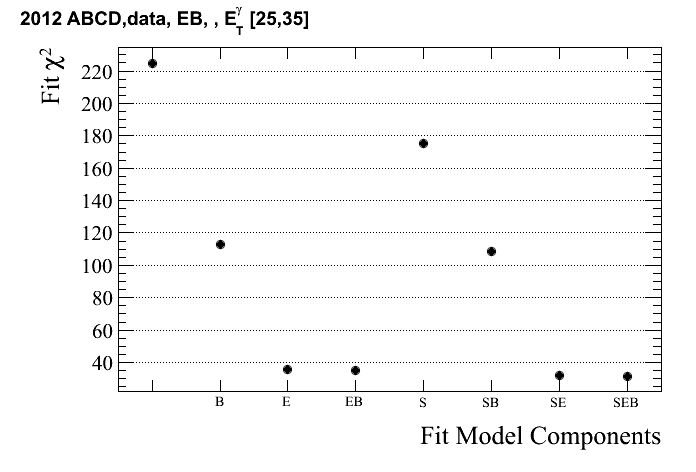 2012 ABCD,data, EB, , E_T^γ [25,35]
Fit χ²
220
200
180
160
140
120
100
80
60
40
B E EB S SB SE SEB
Fit Model Components